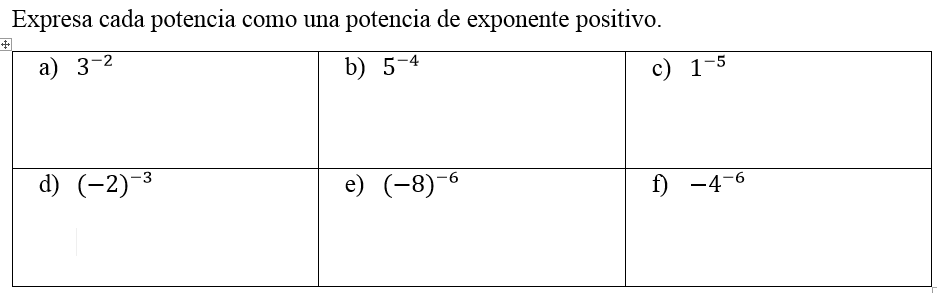 Expresa cada potencia como una potencia de exponente positivo.
a) 3⁻²
b) 5⁻⁴
c) 1⁻⁵
d) (−2)⁻³
e) (−8)⁻⁶
f) −4⁻⁶